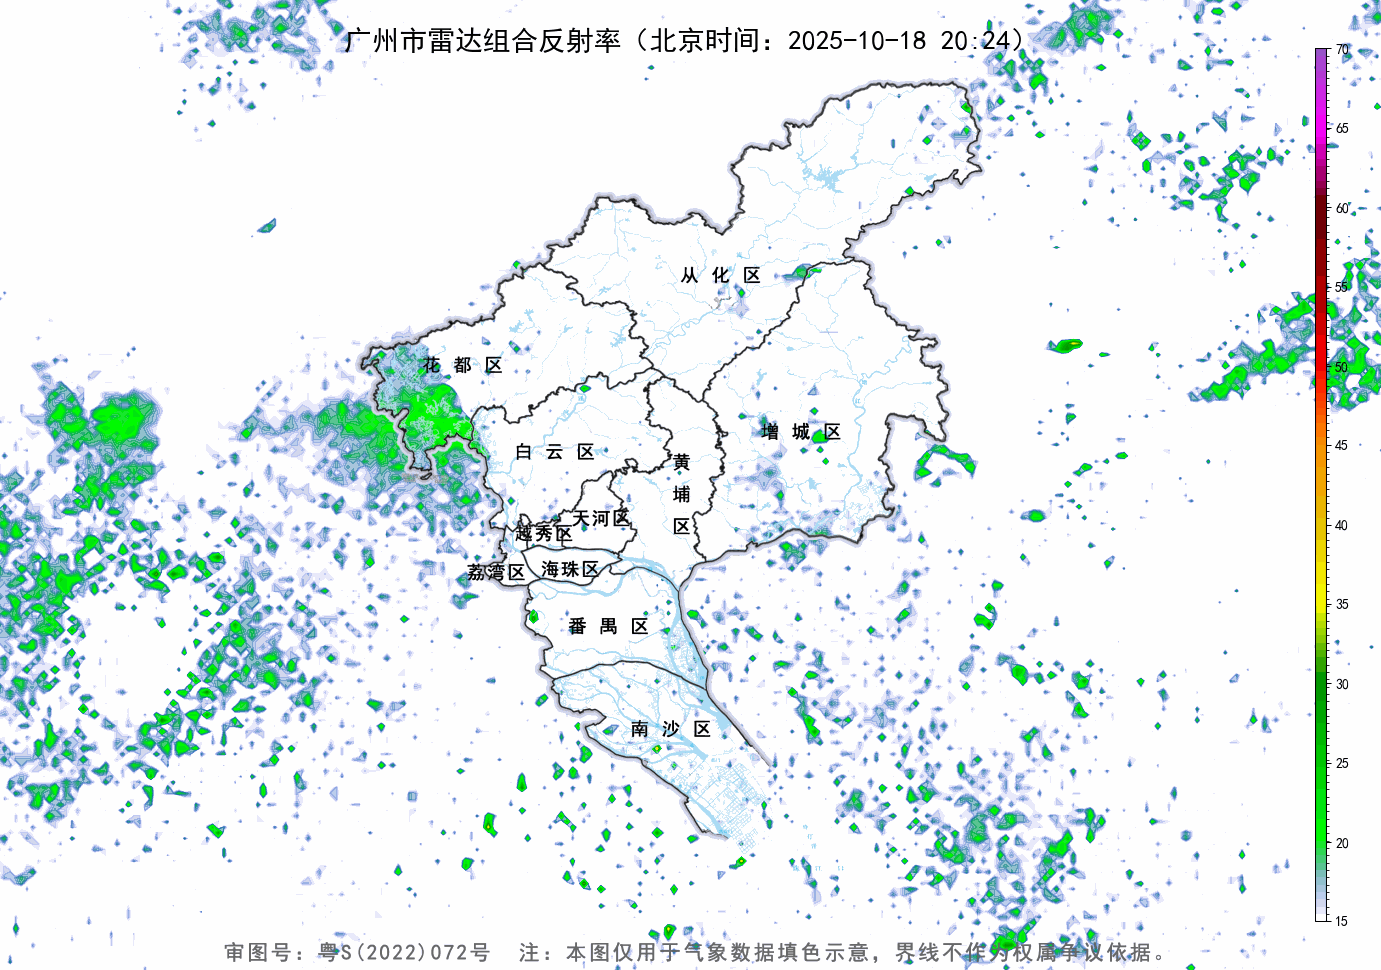 广州市雷达组合反射率（北京时间：2025-10-18 20:24）
70
65
60
55
50
45
40
35
30
25
20
15
从化区
花都区
增城区
白云区
黄埔区
天河区
越秀区
荔湾区
海珠区
番禺区
南沙区
审图号：粤S(2022)072号 注：本图仅用于气象数据填色示意，界线不作为权属争议依据。